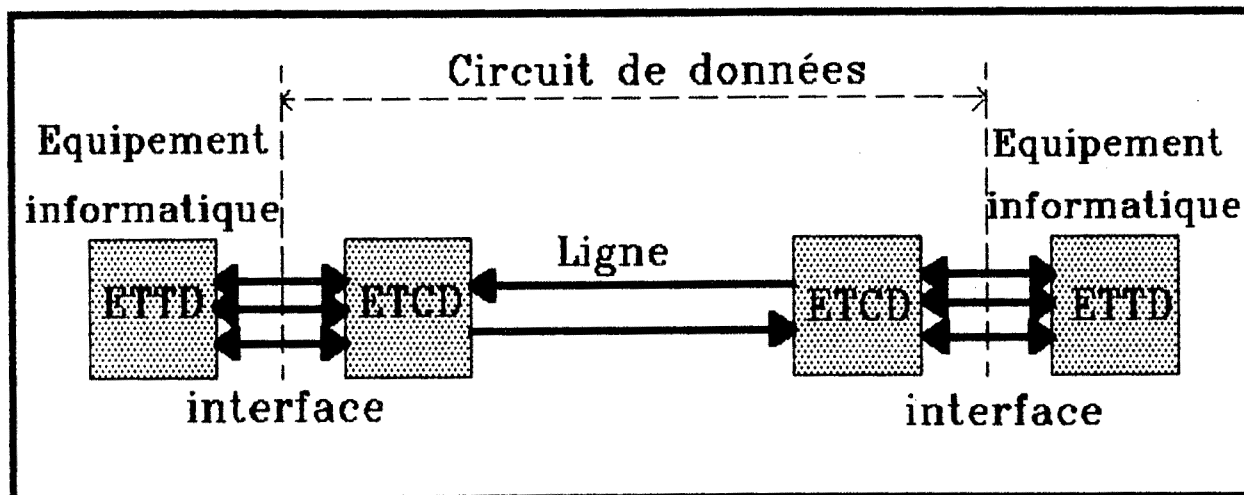 Circuit de données
Equipement
informatique
Equipement
informatique
Ligne
ETTD
ETCD
ETCD
ETTD
interface
interface